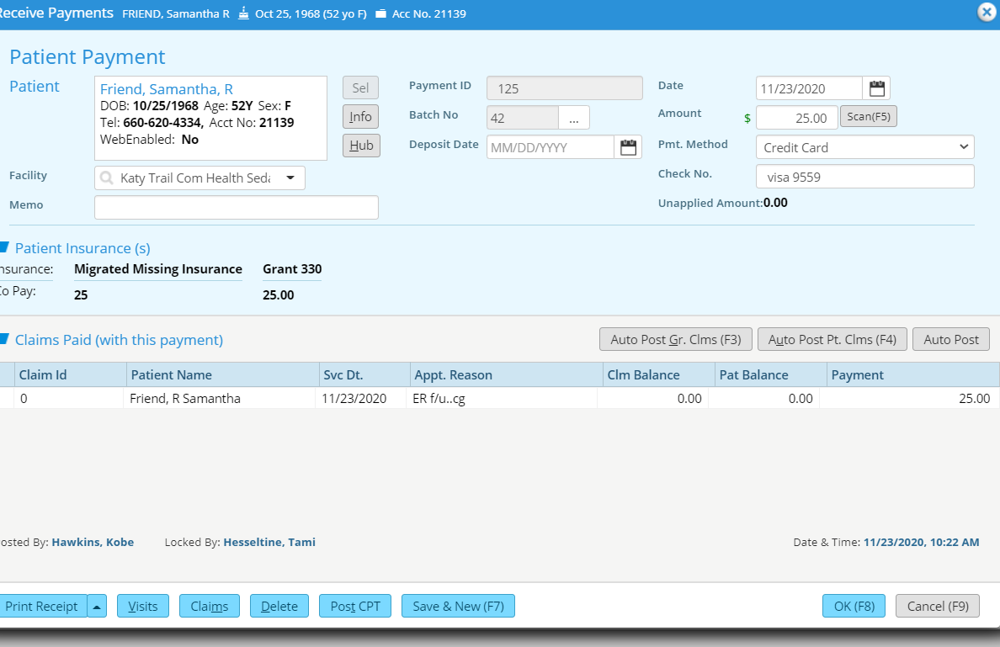 Receive Payments FRIEND, Samantha R Oct 25, 1968 (52 yo F) Acc No. 21139
Patient Payment
Patient
Friend, Samantha, R
DOB: 10/25/1968 Age: 52Y Sex: F
Tel: 660-620-4334, Acct No: 21139
WebEnabled: No
Sel
Info
Hub
Facility
Katy Trail Com Health Seda
Memo
Payment ID 125
Batch No 42 ...
Deposit Date MM/DD/YYYY
Date 11/23/2020
Amount $ 25.00 Scan(F5)
Pmt. Method Credit Card
Check No. visa 9559
Unapplied Amount:0.00
Patient Insurance (s)
nsurance: Migrated Missing Insurance Grant 330
Co Pay: 25 25.00
Claims Paid (with this payment) Auto Post Gr. Clms (F3) Auto Post Pt. Clms (F4) Auto Post
Claim Id Patient Name Svc Dt. Appt. Reason Clm Balance Pat Balance Payment
0 Friend, R Samantha 11/23/2020 ER f/u..cg 0.00 0.00 25.00
osted By: Hawkins, Kobe Locked By: Hesseltine, Tami Date & Time: 11/23/2020, 10:22 AM
Print Receipt Visits Claims Delete Post CPT Save & New (F7) OK (F8) Cancel (F9)